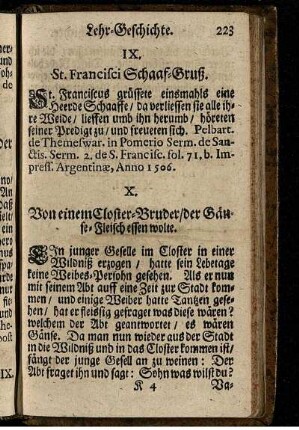 Lehr-Geschichte. 223
IX.
St. Francisci Schaaf-Gruß.
St. Franciscus grüssete einsmahls eine
Heerde Schaaffe / da verliessen sie alle ih-
re Weide / lieffen umb ihn herumb / höreten
seiner Predigt zu / und freueten sich. Pelbart.
de Themeswar. in Pomerio Serm. de San-
ctis. Serm. 2. de S. Francisc. fol. 71, b. Im-
press. Argentinæ, Anno 1506.
X.
Von einem Closter-Bruder / der Gän-
se-Fleisch essen wolte.
Ein junger Geselle im Closter in einer
Wildniß erzogen / hatte sein Lebetage
keine Weibes-Persohn gesehen. Als er nun
mit seinem Abt auff eine Zeit zur Stadt kom-
men / und einige Weiber hatte Tantzen gese-
hen / hat er fleissig gefraget was diese wären?
welchem der Abt geantwortet / es wären
Gänse. Da man nun wieder aus der Stadt
in die Wildniß und in das Closter kommen ist /
fänget der junge Gesell an zu weinen : Der
Abt fraget ihn und sagt : Sohn was wilst du?
K 4 Va-
IX.